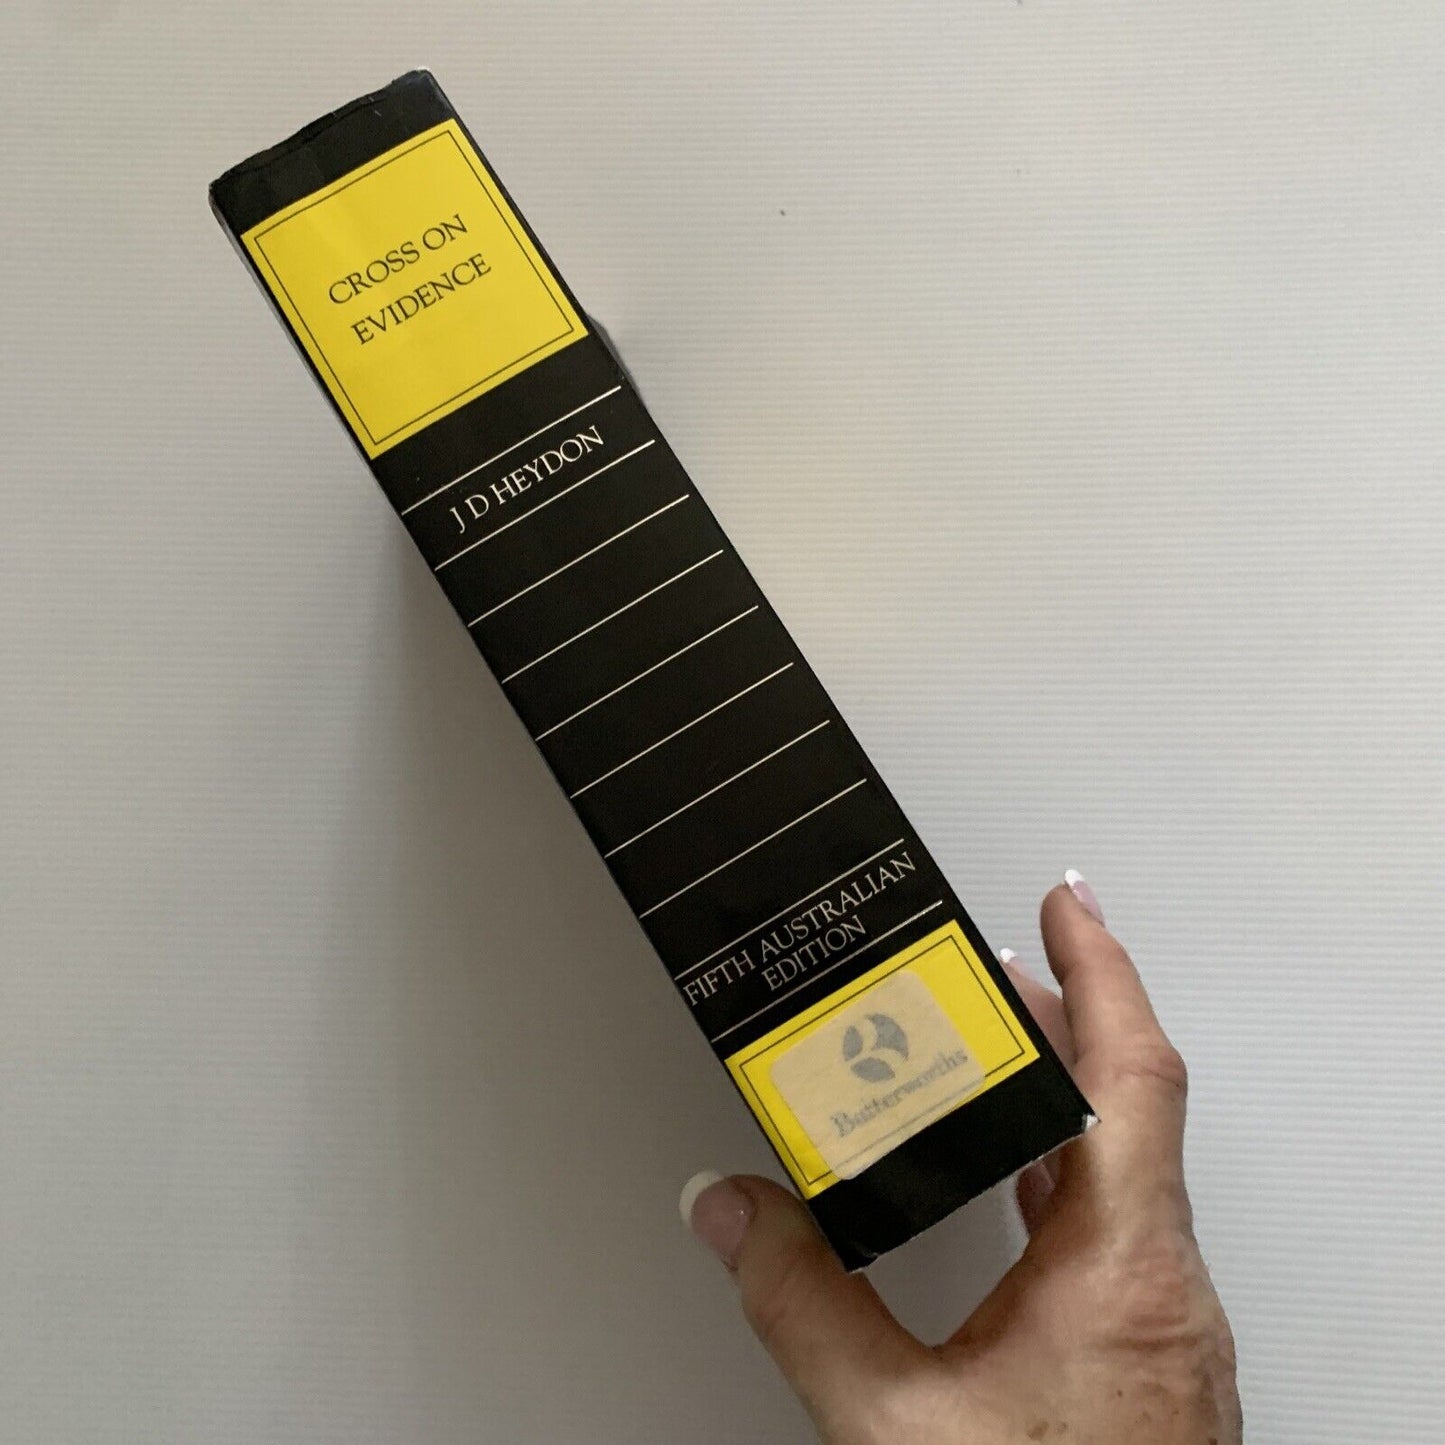 CROSS ON
EVIDENCE
J D HEYDON
FIFTH AUSTRALIAN
EDITION
Butterworths